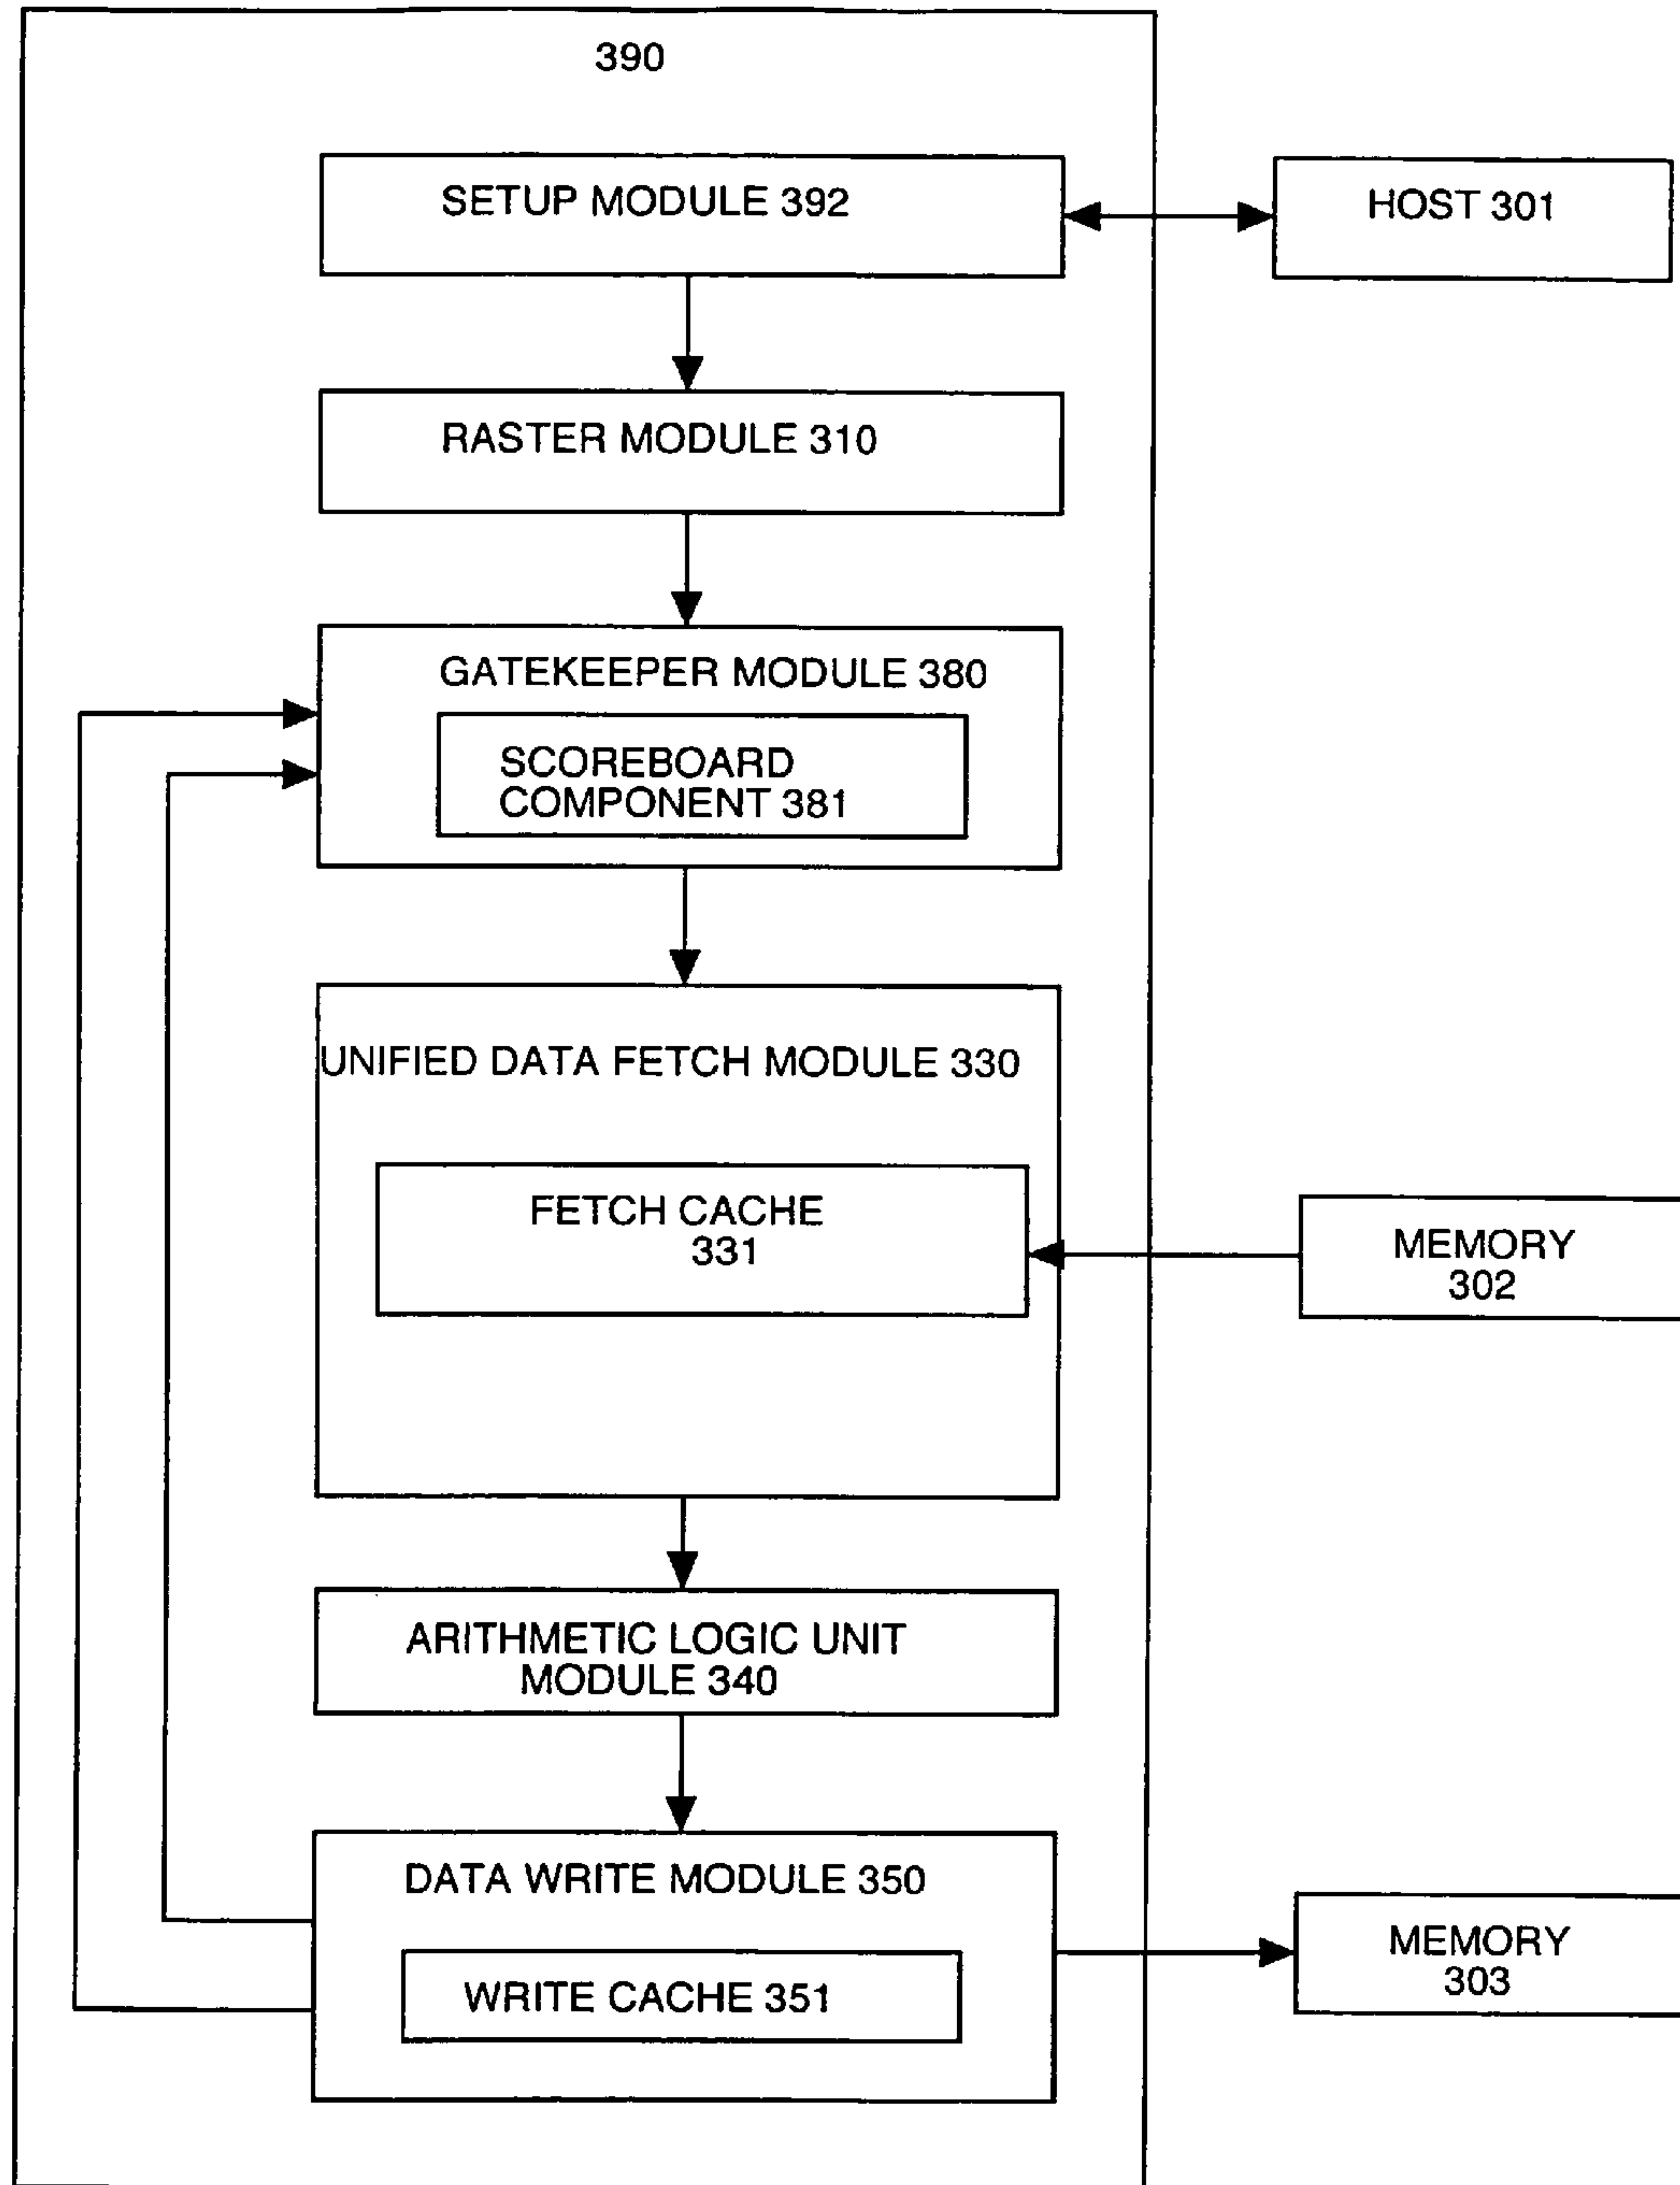 390
SETUP MODULE 392
HOST 301
RASTER MODULE 310
GATEKEEPER MODULE 380
SCOREBOARD
COMPONENT 381
UNIFIED DATA FETCH MODULE 330
FETCH CACHE
331
MEMORY
302
ARITHMETIC LOGIC UNIT
MODULE 340
DATA WRITE MODULE 350
WRITE CACHE 351
MEMORY
303